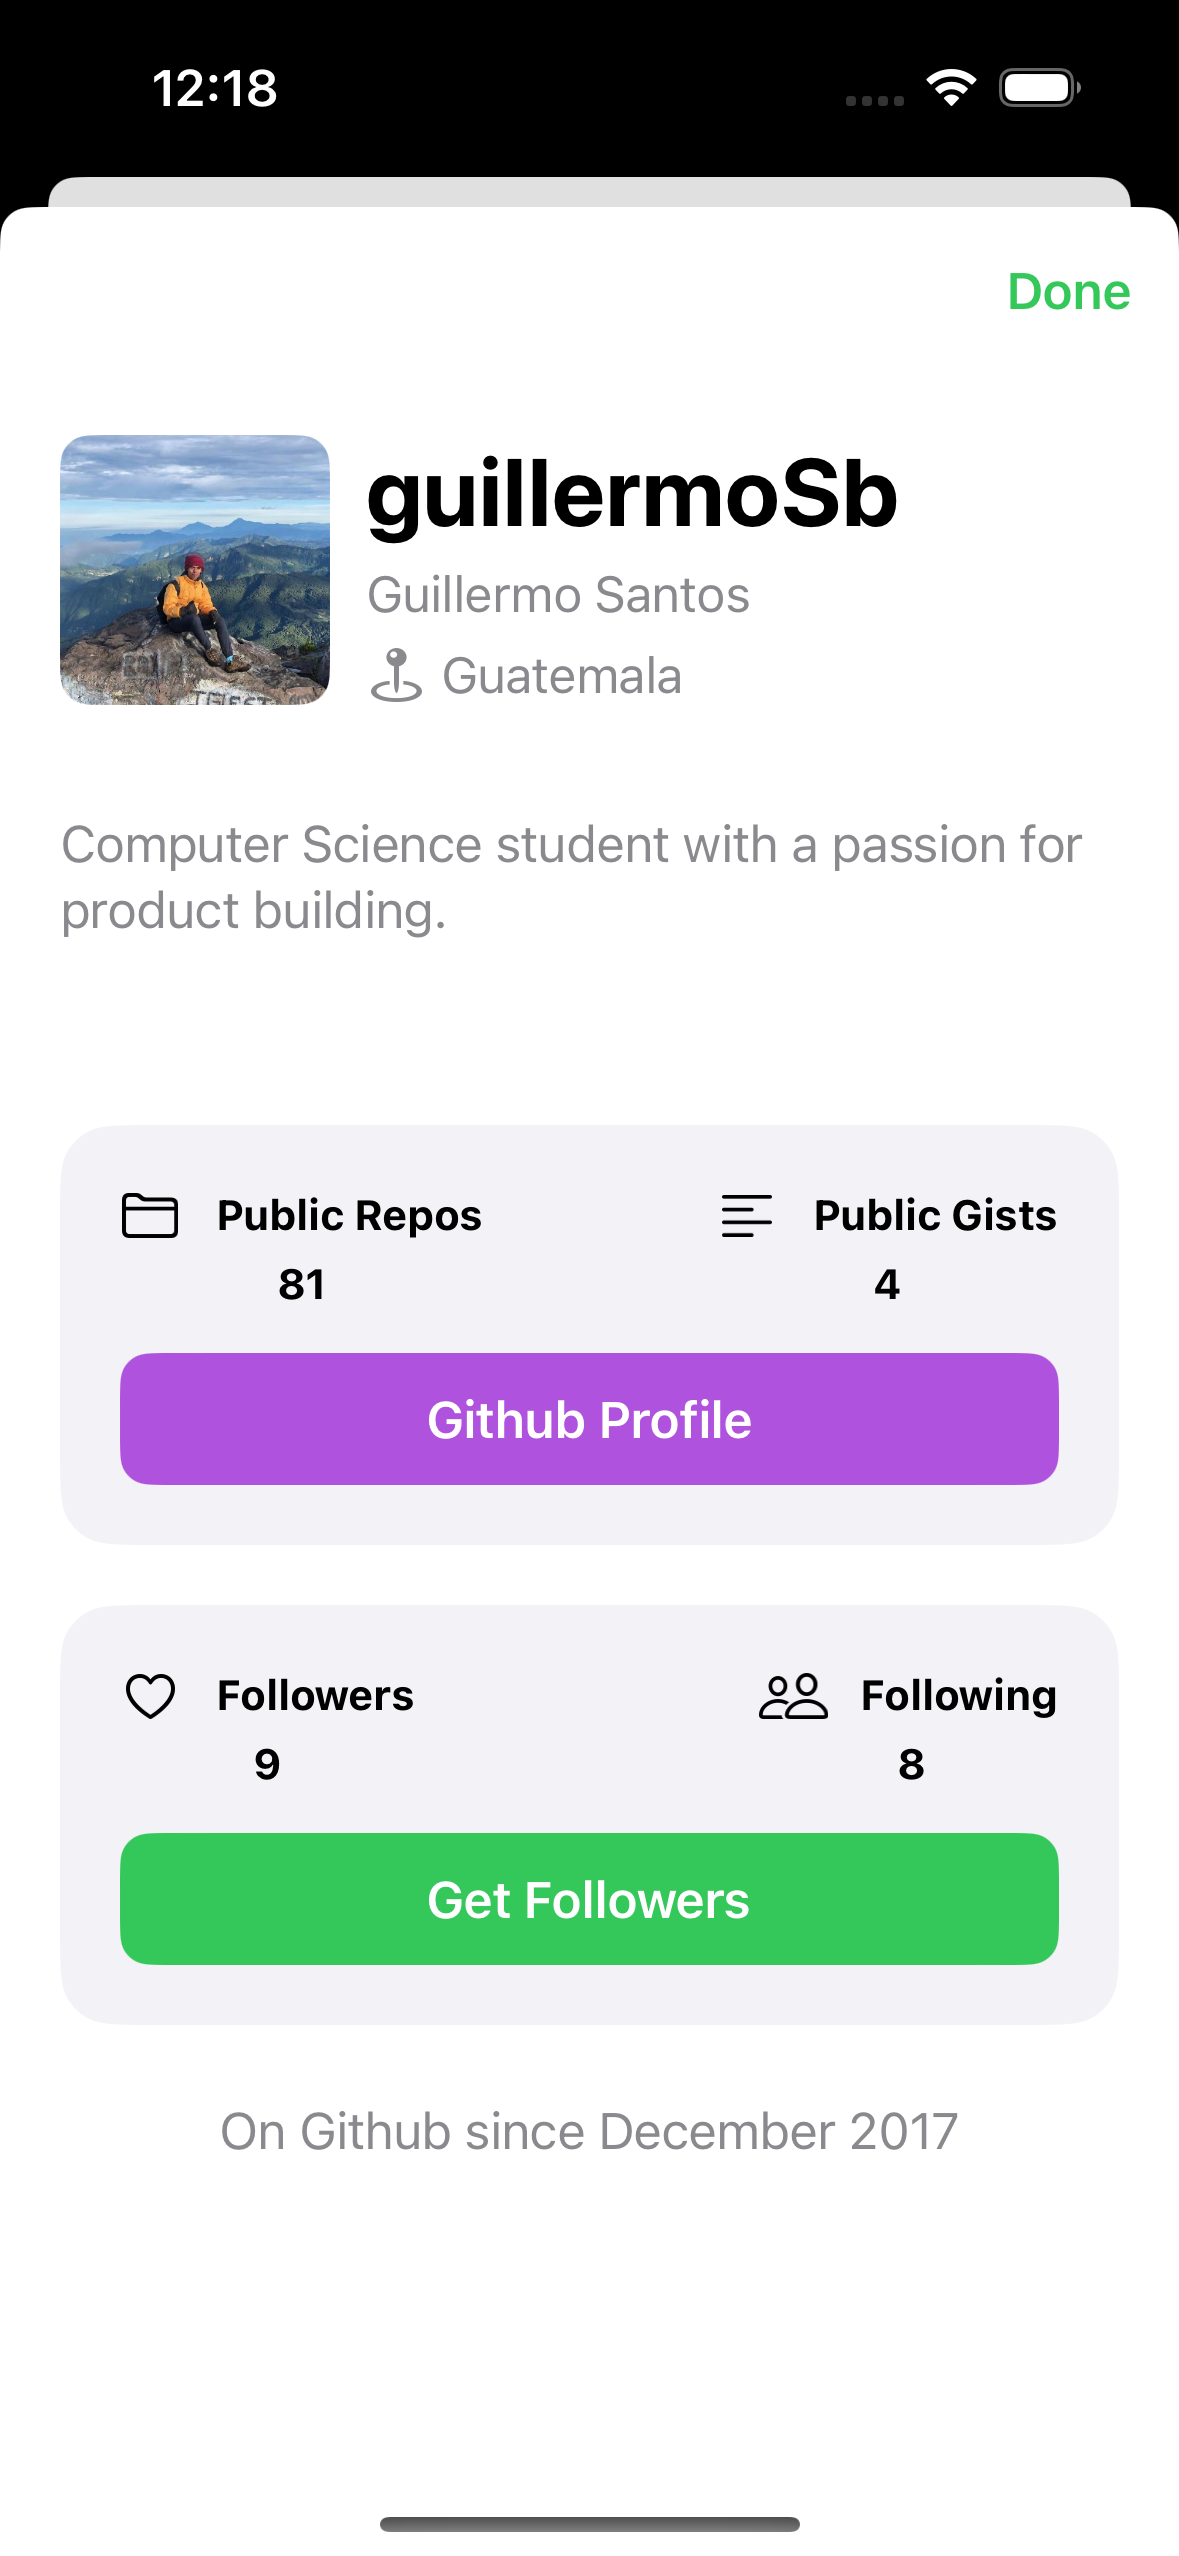 12:18
Done
guillermoSb
Guillermo Santos
Guatemala
Computer Science student with a passion for
product building.
Public Repos
81
Public Gists
4
Github Profile
Followers
9
Following
8
Get Followers
On Github since December 2017